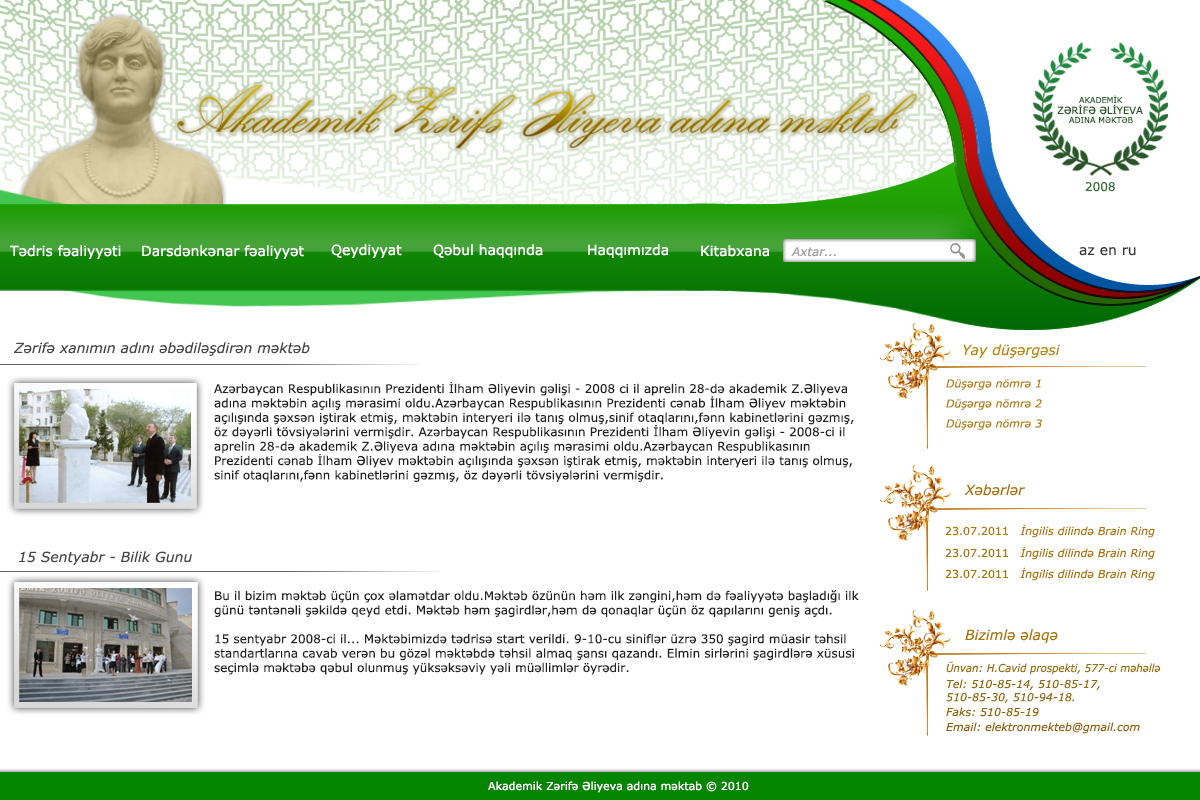 Akademik Zərifə Əliyeva adına məktəb
AKADEMİK
ZƏRİFƏ ƏLİYEVA
ADINA MƏKTƏB
2008
Tədris fəaliyyəti Darsdənkənar fəaliyyət Qeydiyyat Qəbul haqqında Haqqımızda Kitabxana Axtar... az en ru
Zərifə xanımın adını əbədiləşdirən məktəb
Azərbaycan Respublikasının Prezidenti İlham Əliyevin gəlişi - 2008 ci il aprelin 28-də akademik Z.Əliyeva
adına məktəbin açılış mərasimi oldu.Azərbaycan Respublikasının Prezidenti cənab İlham Əliyev məktəbin
açılışında şəxsən iştirak etmiş, məktəbin interyeri ilə tanış olmuş,sinif otaqlarını,fənn kabinetlərini gəzmış,
öz dəyərli tövsiyələrini vermişdir. Azərbaycan Respublikasının Prezidenti İlham Əliyevin gəlişi - 2008-ci il
aprelin 28-də akademik Z.Əliyeva adına məktəbin açılış mərasimi oldu.Azərbaycan Respublikasının
Prezidenti cənab İlham Əliyev məktəbin açılışında şəxsən iştirak etmiş, məktəbin interyeri ilə tanış olmuş,
sinif otaqlarını,fənn kabinetlərini gəzmış, öz dəyərli tövsiyələrini vermişdir.
15 Sentyabr - Bilik Gunu
Bu il bizim məktəb üçün çox əlamətdar oldu.Məktəb özünün həm ilk zəngini,həm də fəaliyyətə başladığı ilk
günü təntənəli şəkildə qeyd etdi. Məktəb həm şagirdlər,həm də qonaqlar üçün öz qapılarını geniş açdı.
15 sentyabr 2008-ci il... Məktəbimizdə tədrisə start verildi. 9-10-cu siniflər üzrə 350 şagird müasir təhsil
standartlarına cavab verən bu gözəl məktəbdə təhsil almaq şansı qazandı. Elmin sirlərini şagirdlərə xüsusi
seçimlə məktəbə qəbul olunmuş yüksəksəviy yəli müəllimlər öyrədir.
Yay düşərgəsi
Düşərgə nömrə 1
Düşərgə nömrə 2
Düşərgə nömrə 3
Xəbərlər
23.07.2011 İngilis dilində Brain Ring
23.07.2011 İngilis dilində Brain Ring
23.07.2011 İngilis dilində Brain Ring
Bizimlə əlaqə
Ünvan: H.Cavid prospekti, 577-ci məhəllə
Tel: 510-85-14, 510-85-17,
510-85-30, 510-94-18.
Faks: 510-85-19
Email: elektronmekteb@gmail.com
Akademik Zərifə Əliyeva adına məktab © 2010